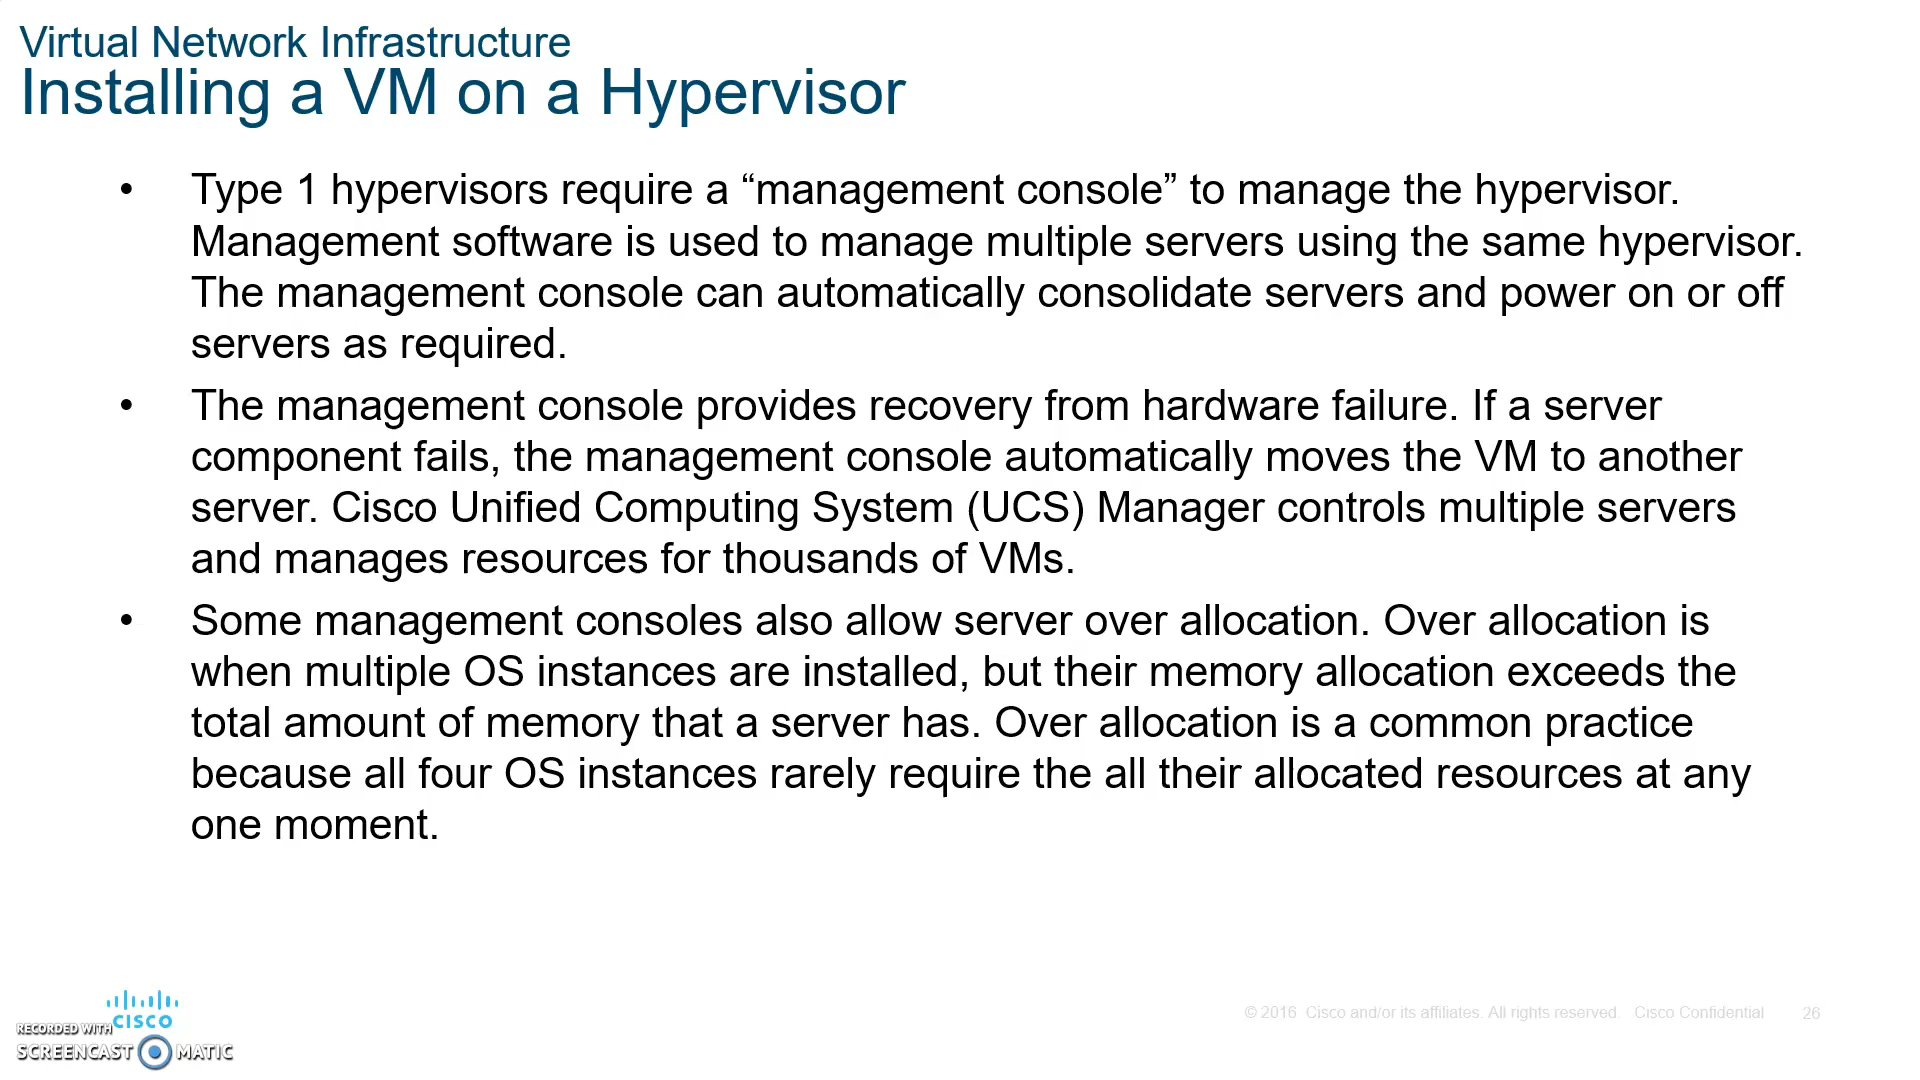 Virtual Network Infrastructure
Installing a VM on a Hypervisor
• Type 1 hypervisors require a “management console” to manage the hypervisor.
Management software is used to manage multiple servers using the same hypervisor.
The management console can automatically consolidate servers and power on or off
servers as required.
• The management console provides recovery from hardware failure. If a server
component fails, the management console automatically moves the VM to another
server. Cisco Unified Computing System (UCS) Manager controls multiple servers
and manages resources for thousands of VMs.
• Some management consoles also allow server over allocation. Over allocation is
when multiple OS instances are installed, but their memory allocation exceeds the
total amount of memory that a server has. Over allocation is a common practice
because all four OS instances rarely require the all their allocated resources at any
one moment.
CISCO
RECORDED WITH
SCREENCAST MATIC
© 2016 Cisco and/or its affiliates. All rights reserved. Cisco Confidential 26